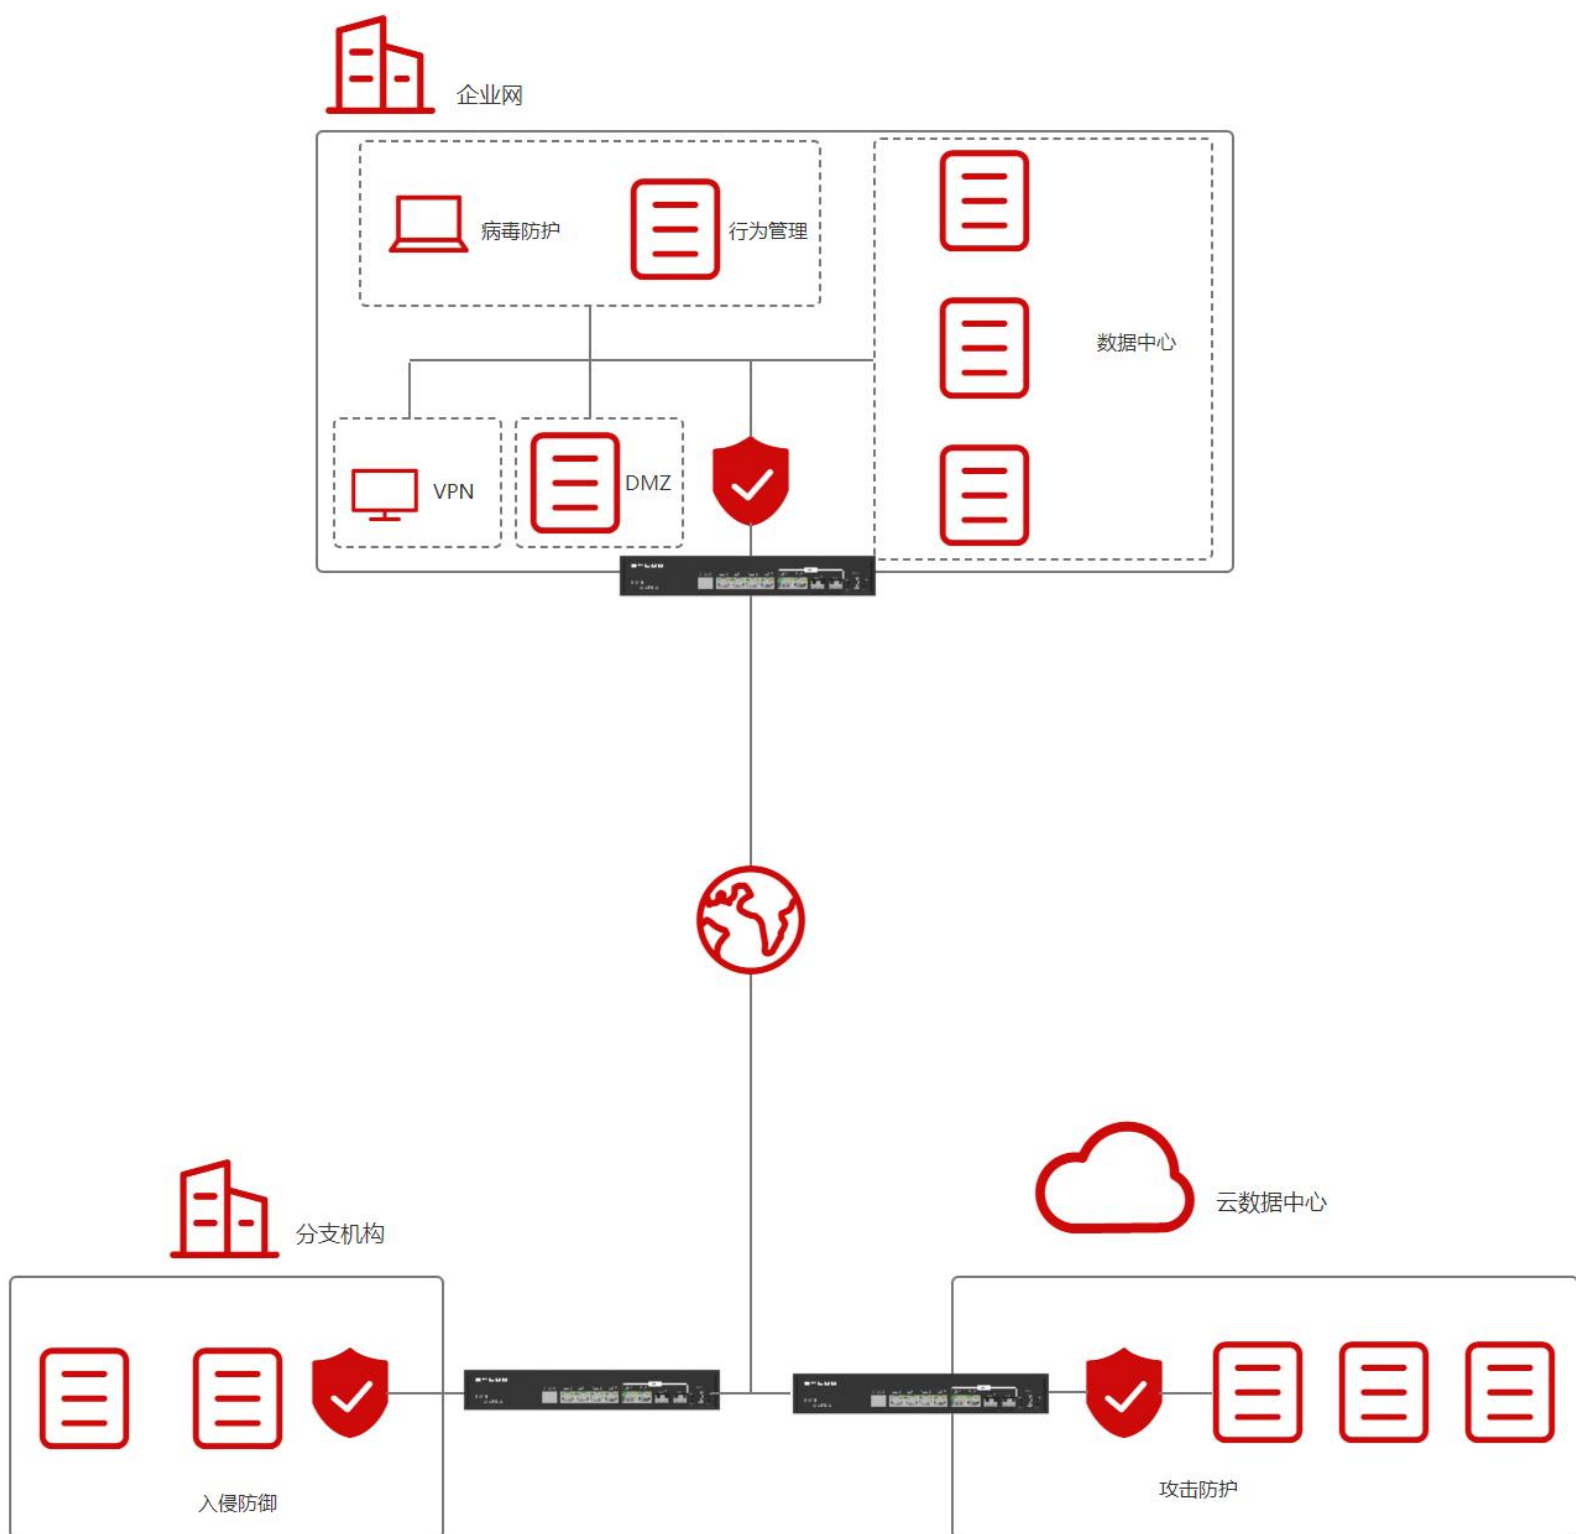 企业网
病毒防护
行为管理
数据中心
VPN
DMZ
云数据中心
分支机构
入侵防御
攻击防护